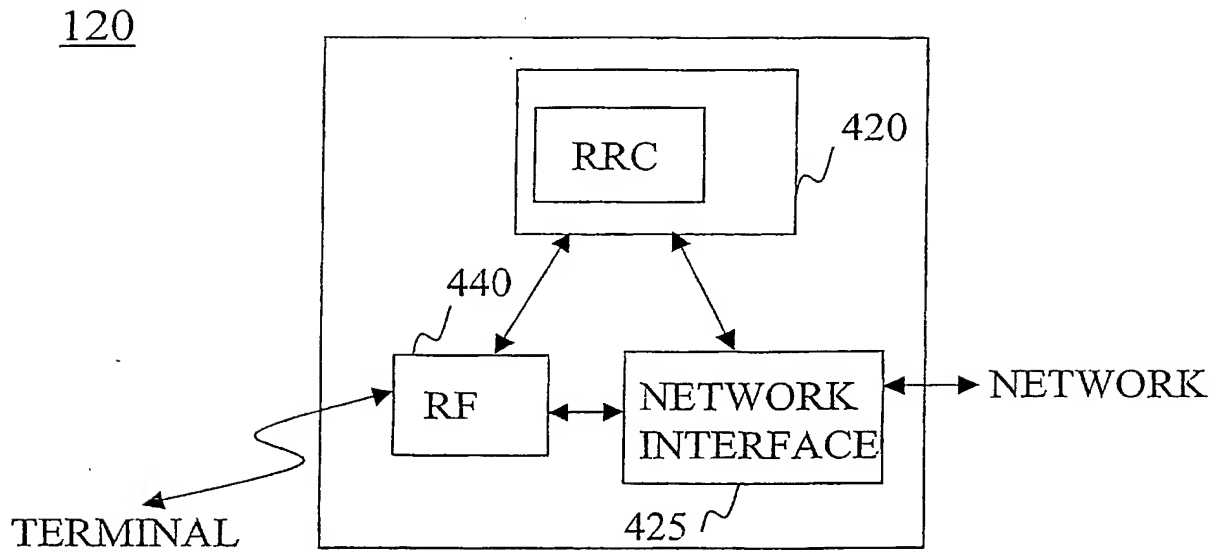 120
RRC
420
440
RF
NETWORK
INTERFACE
NETWORK
TERMINAL
425